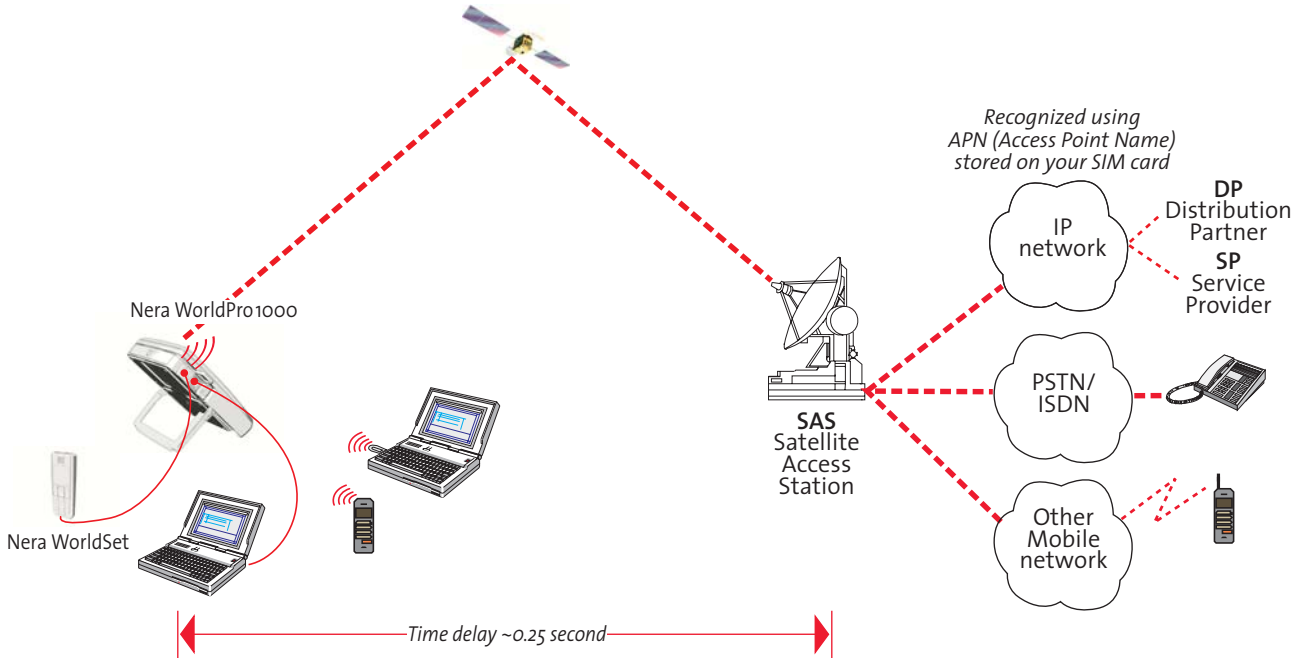 Recognized using
APN (Access Point Name)
stored on your SIM card
IP
network
DP
Distribution
Partner
SP
Service
Provider
Nera WorldPro1000
PSTN/
ISDN
SAS
Satellite
Access
Station
Other
Mobile
network
Nera WorldSet
Time delay ~0.25 second